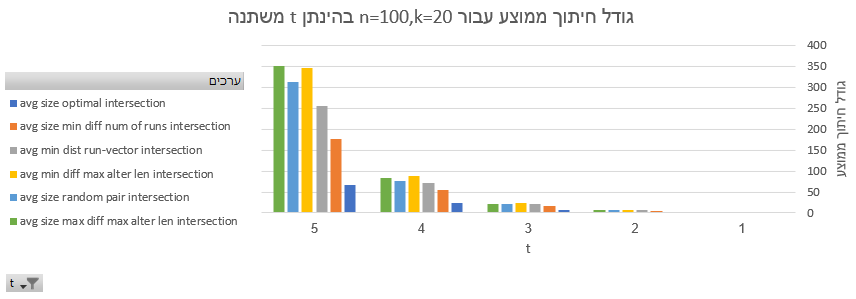 גודל חיתוך ממוצע עבור n=100,k=20 בהינתן t משתנה
ערכים
avg size optimal intersection
avg size min diff num of runs intersection
avg min dist run-vector intersection
avg min diff max alter len intersection
avg size random pair intersection
avg size max diff max alter len intersection
400
350
300
250
200
150
100
50
0
גודל חיתוך ממוצע
5 4 3 2 1
t
t